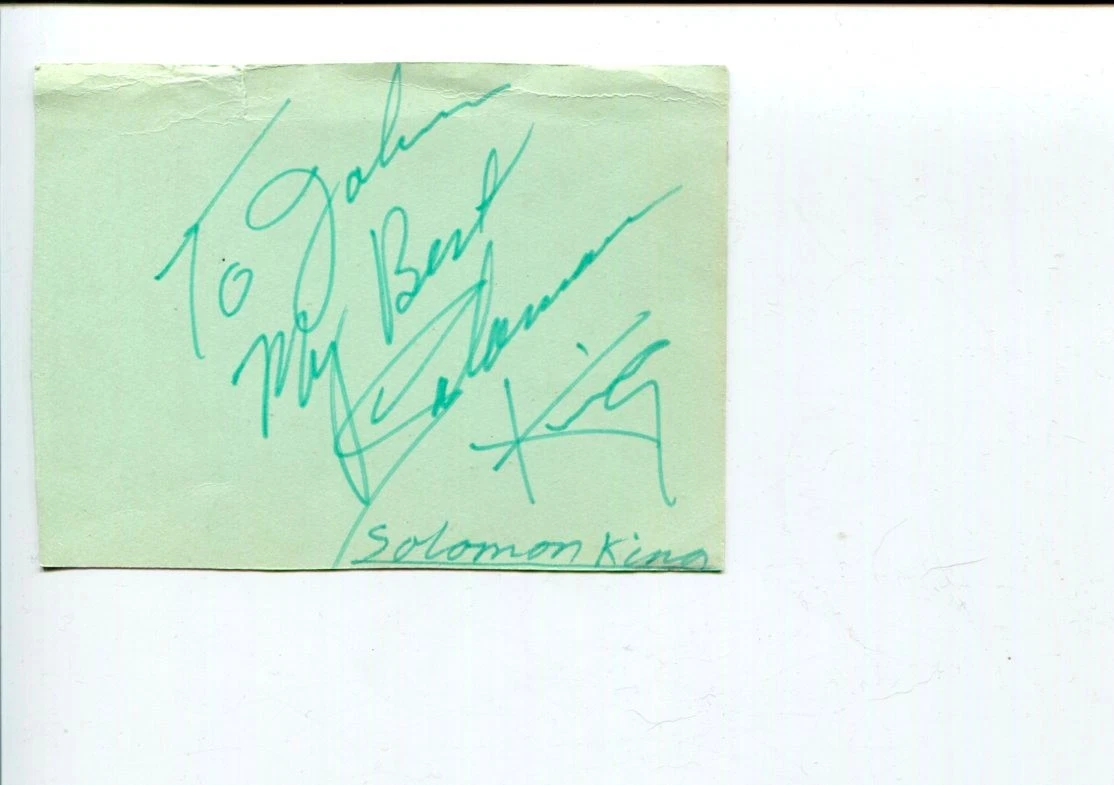 To John
My Best
Solomon
King
Solomon King